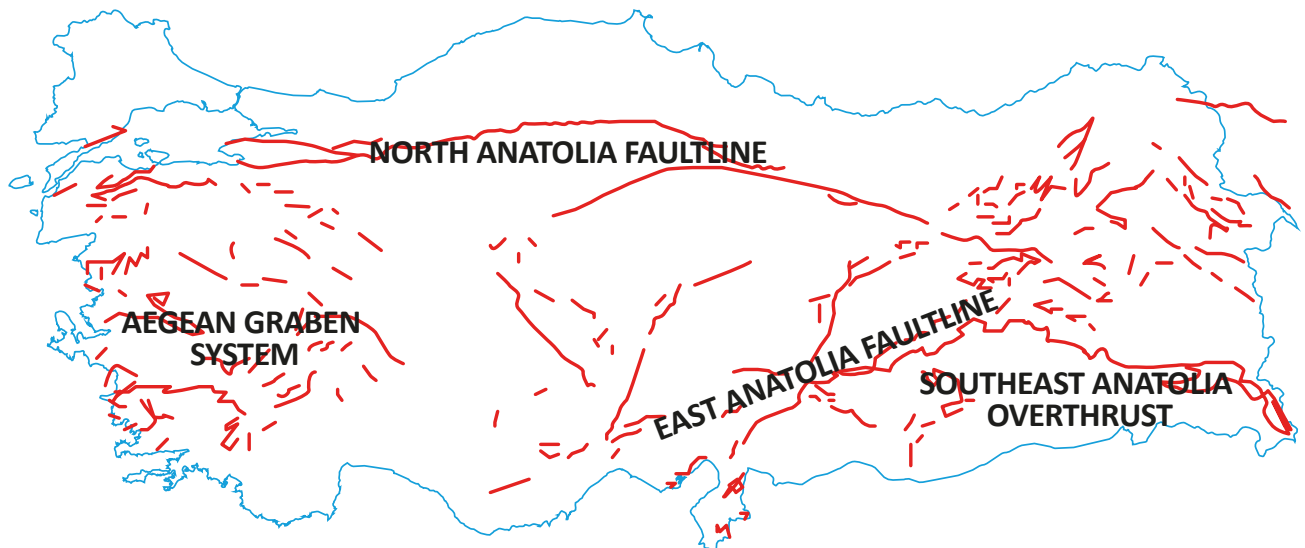 NORTH ANATOLIA FAULTLINE
AEGEAN GRABEN
SYSTEM
EAST ANATOLIA FAULTLINE
SOUTHEAST ANATOLIA
OVERTHRUST